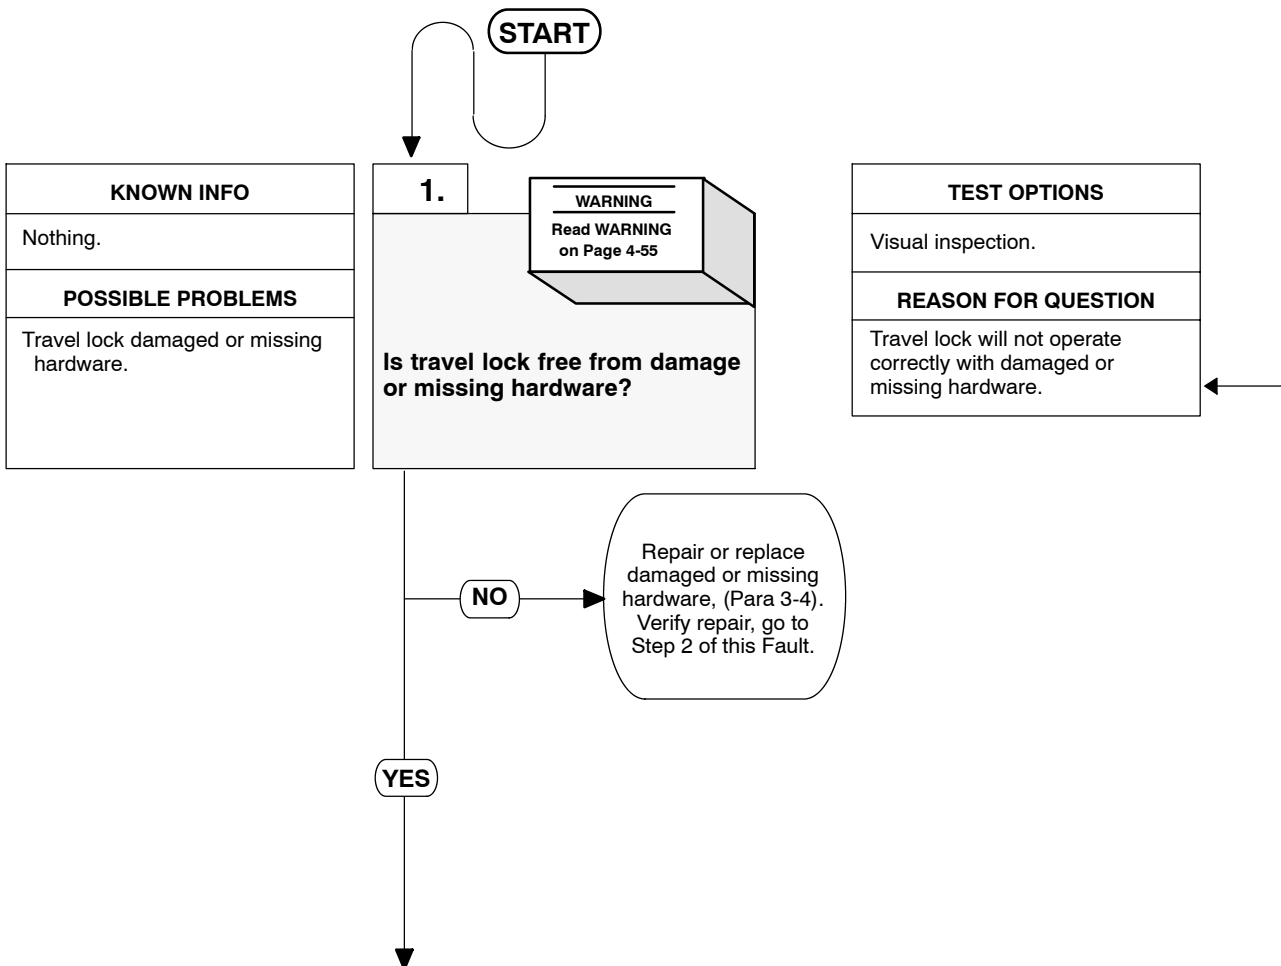 START
KNOWN INFO
Nothing.
POSSIBLE PROBLEMS
Travel lock damaged or missing
hardware.
1.
WARNING
Read WARNING
on Page 4-55
Is travel lock free from damage
or missing hardware?
TEST OPTIONS
Visual inspection.
REASON FOR QUESTION
Travel lock will not operate
correctly with damaged or
missing hardware.
NO
Repair or replace
damaged or missing
hardware, (Para 3-4).
Verify repair, go to
Step 2 of this Fault.
YES